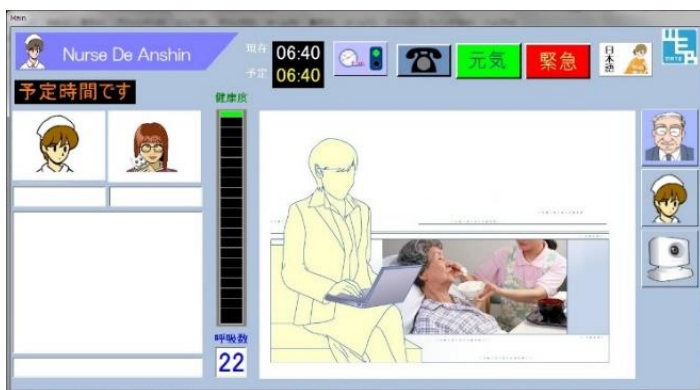 Main
Nurse De Anshin
現在
06:40
予定
06:40
元気
緊急
日本語
予定時間です
健康度
呼吸数
22